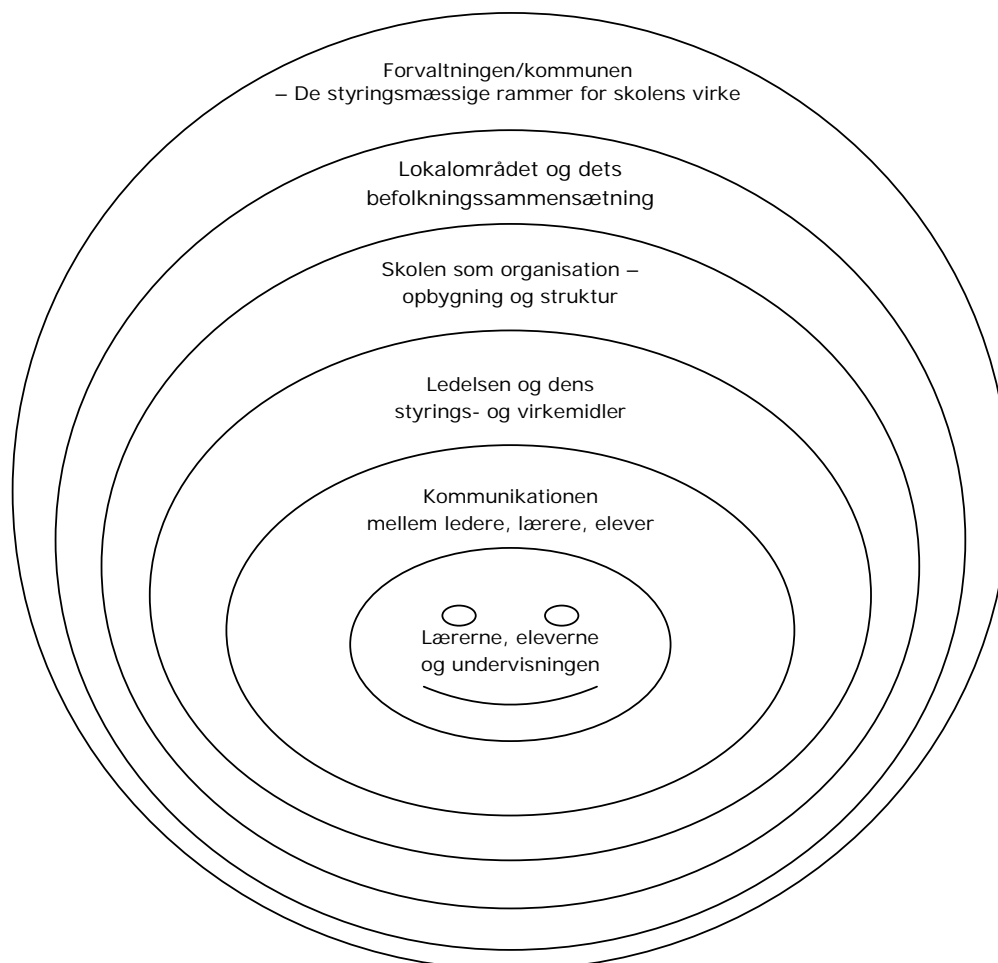 Forvaltningen/kommunen
– De styringsmæssige rammer for skolens virke
Lokalområdet og dets
befolkningssammensætning
Skolen som organisation –
opbygning og struktur
Ledelsen og dens
styrings- og virkemidler
Kommunikationen
mellem ledere, lærere, elever
Lærerne, eleverne
og undervisningen